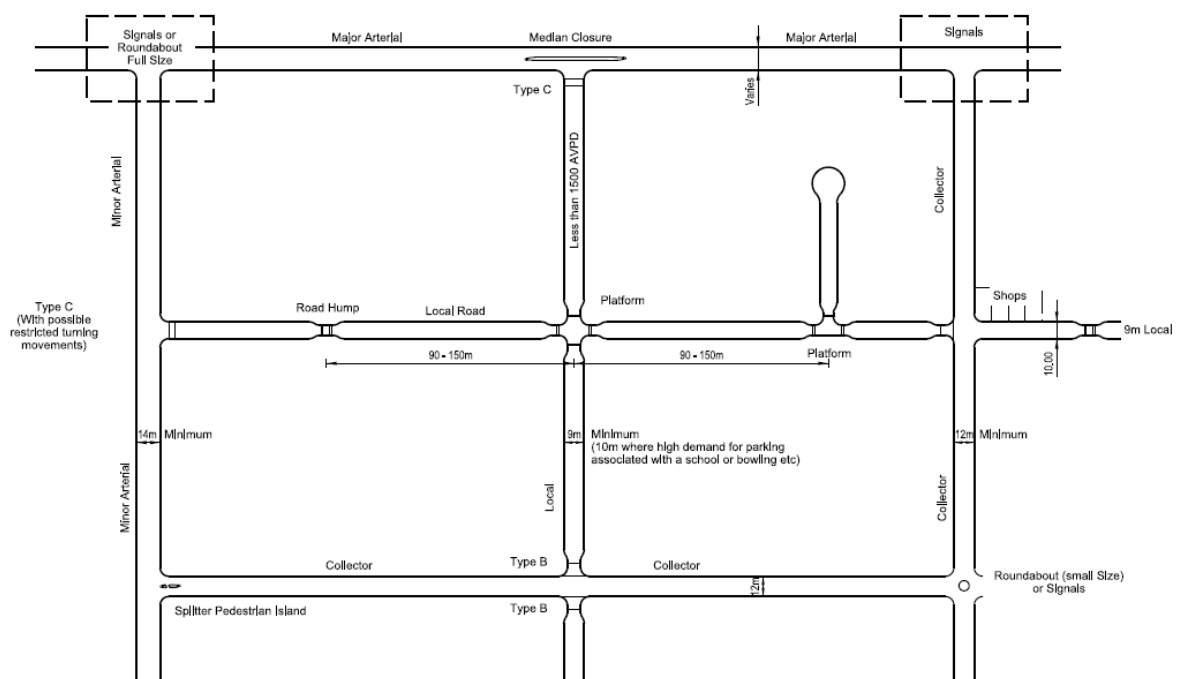 Signals or
Roundabout
Full Size
Major Arterial
Median Closure
Major Arterial
Signals
Type C
Varies
Minor Arterial
Less than 1500 AVPD
Collector
Type C
(With possible
restricted turning
movements)
Road Hump
Local Road
Platform
Shops
9m Local
90 - 150m
90 - 150m
Platform
10.00
14m
Minimum
9m
Minimum
(10m where high demand for parking
associated with a school or bowling etc)
12m
Minimum
Minor Arterial
Local
Collector
Collector
Type B
Collector
12m
Roundabout (small Size)
or Signals
Splitter Pedestrian Island
Type B